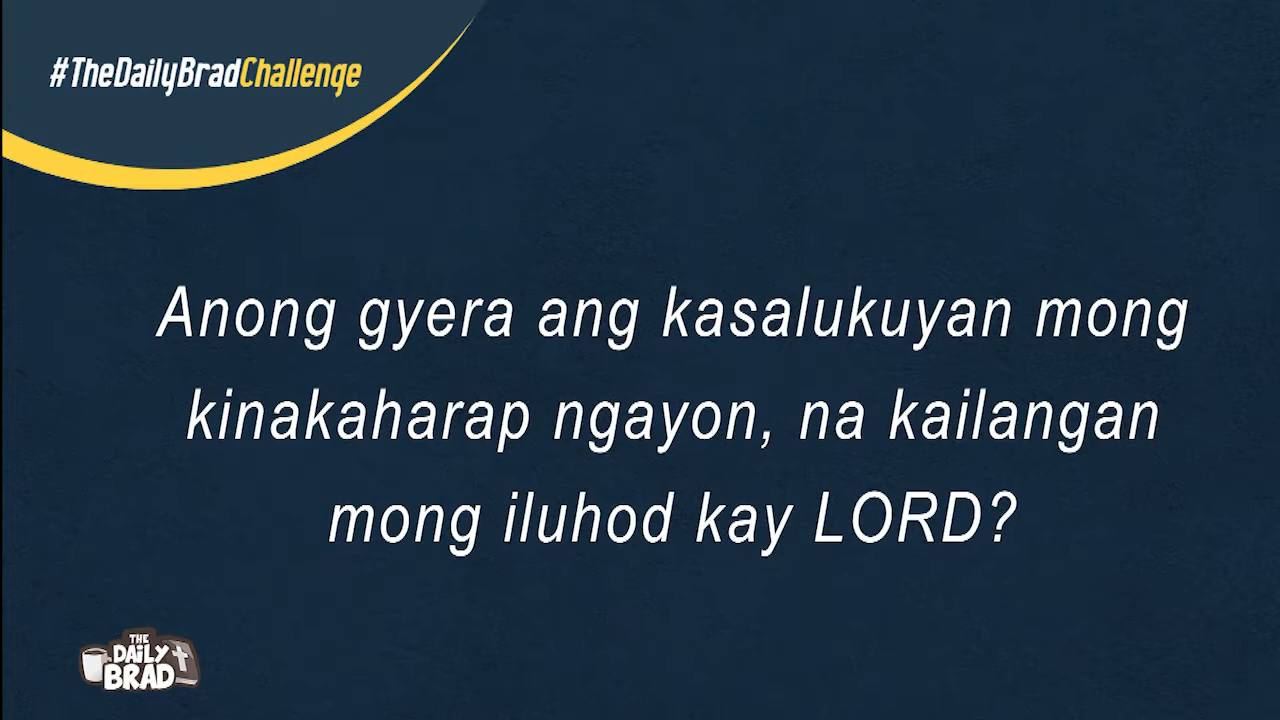 #TheDailyBradChallenge
Anong gyera ang kasalukuyan mong
kinakaharap ngayon, na kailangan
mong iluhod kay LORD?
THE
DAILY
BRAD